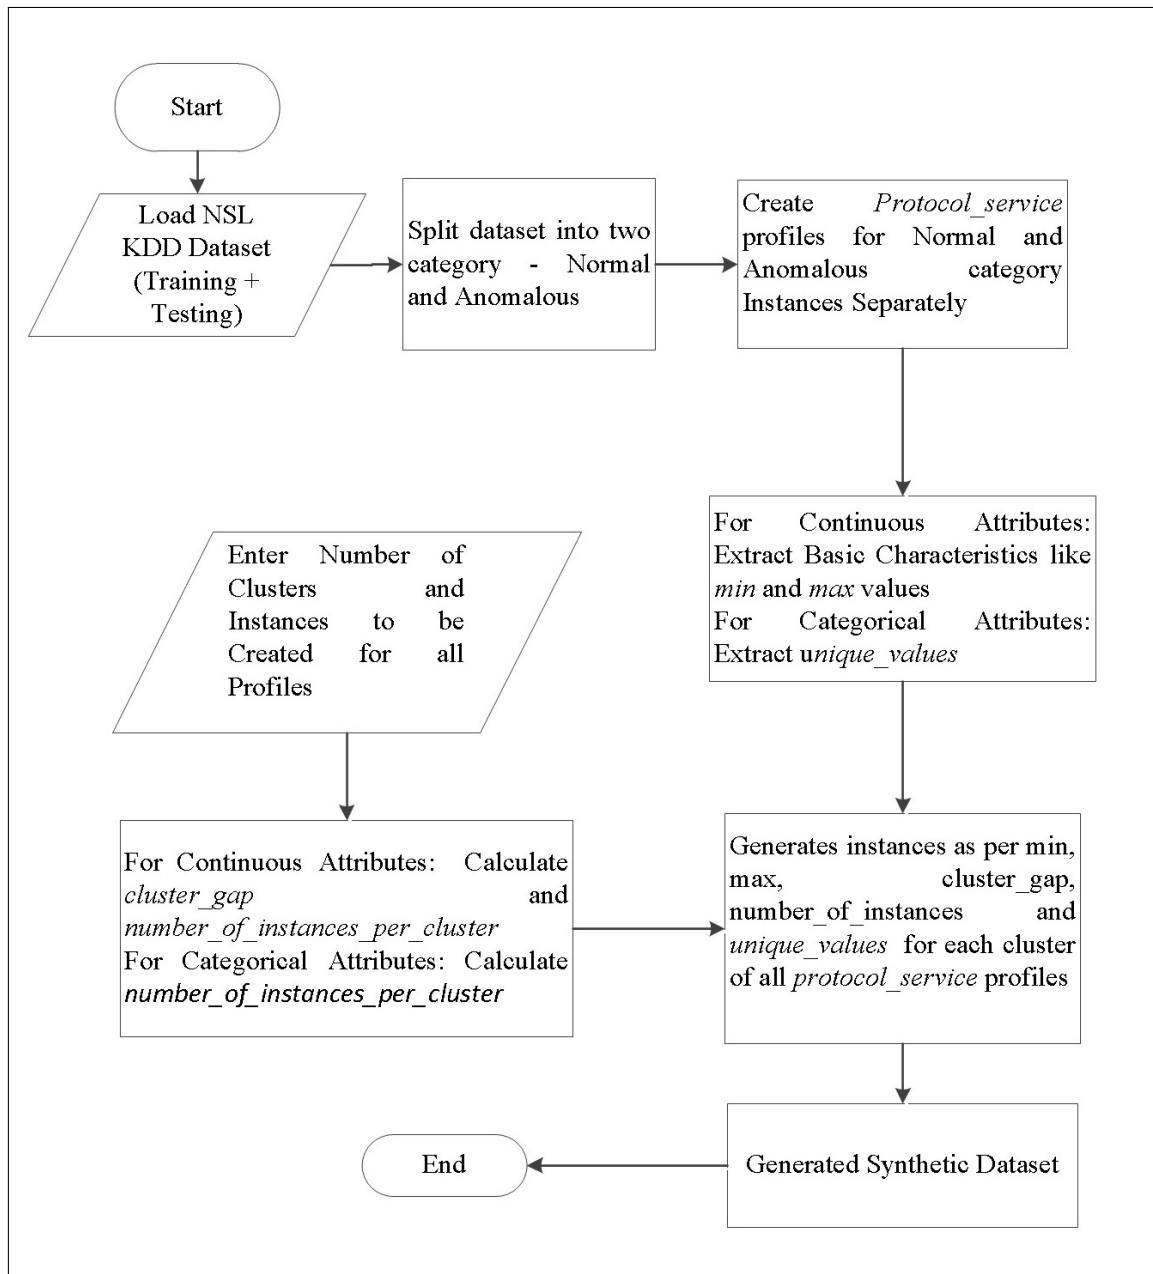 Start
Load NSL
KDD Dataset
(Training +
Testing)
Split dataset into two
category - Normal
and Anomalous
Create Protocol_service
profiles for Normal and
Anomalous category
Instances Separately
For Continuous Attributes:
Extract Basic Characteristics like
min and max values
For Categorical Attributes:
Extract unique_values
Enter Number of
Clusters and
Instances to be
Created for all
Profiles
For Continuous Attributes: Calculate
cluster_gap and
number_of_instances_per_cluster
For Categorical Attributes: Calculate
number_of_instances_per_cluster
Generates instances as per min,
max, cluster_gap,
number_of_instances and
unique_values for each cluster
of all protocol_service profiles
Generated Synthetic Dataset
End